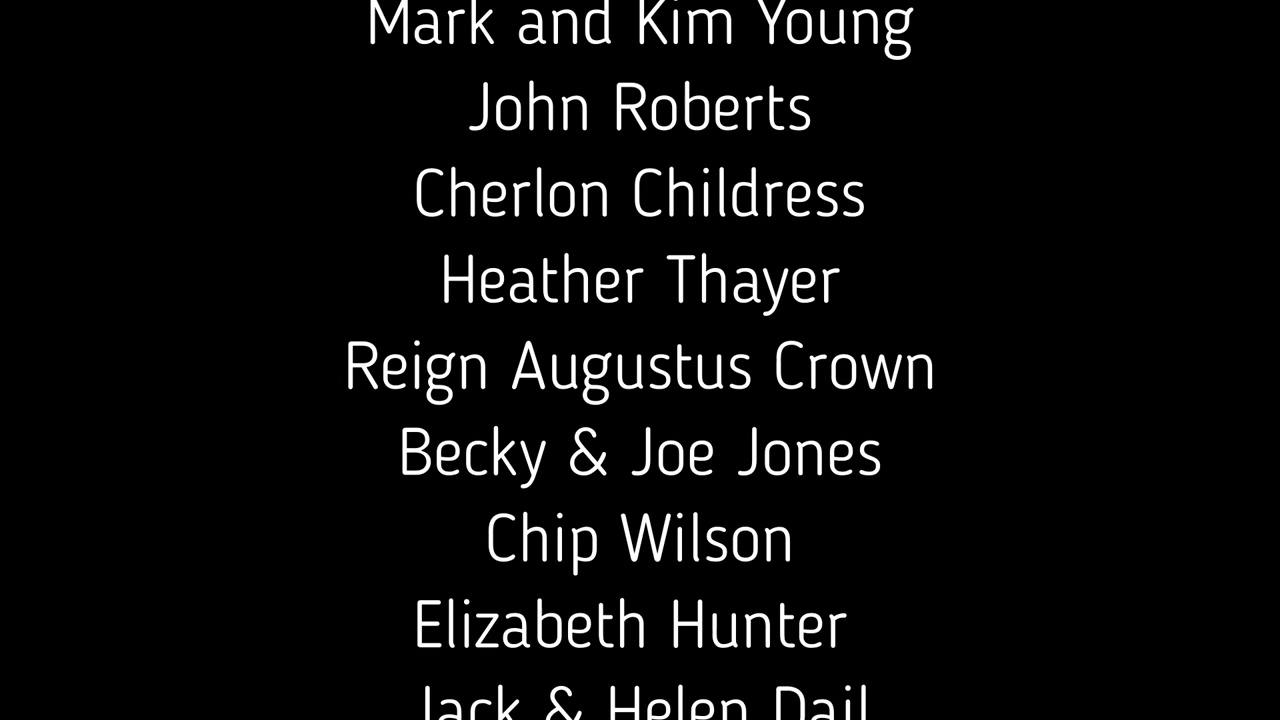 Mark and Kim Young
John Roberts
Cherlon Childress
Heather Thayer
Reign Augustus Crown
Becky & Joe Jones
Chip Wilson
Elizabeth Hunter
Jack & Helen Dail